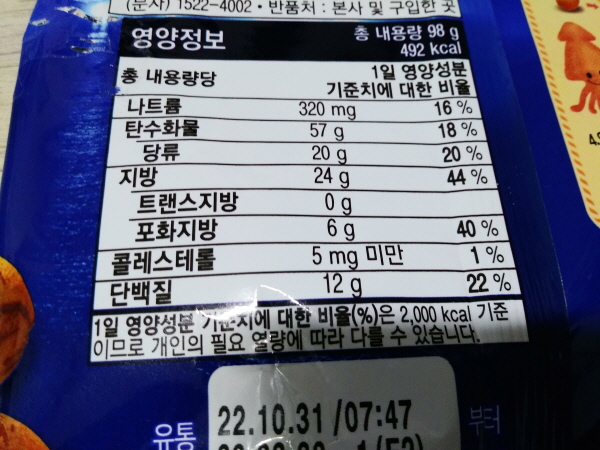 (문자) 1522-4002 • 반품처 : 본사 및 구입한 곳
영양정보
총 내용량 98 g
492 kcal
총 내용량당
1일 영양성분
기준치에 대한 비율
나트륨 320 mg 16 %
탄수화물 57 g 18 %
당류 20 g 20 %
지방 24 g 44 %
트랜스지방 0 g
포화지방 6 g 40 %
콜레스테롤 5 mg 미만 1 %
단백질 12 g 22 %
1일 영양성분 기준치에 대한 비율(%)은 2,000 kcal 기준
이므로 개인의 필요 열량에 따라 다를 수 있습니다.
유통
22.10.31 /07:47
부터